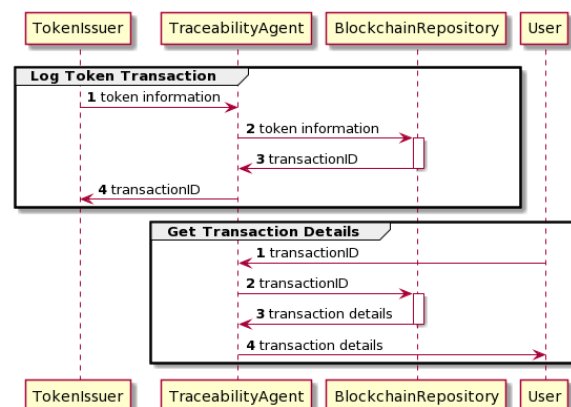 TokenIssuer TraceabilityAgent BlockchainRepository User
Log Token Transaction
1 token information
2 token information
3 transactionID
4 transactionID
Get Transaction Details
1 transactionID
2 transactionID
3 transaction details
4 transaction details
TokenIssuer TraceabilityAgent BlockchainRepository User